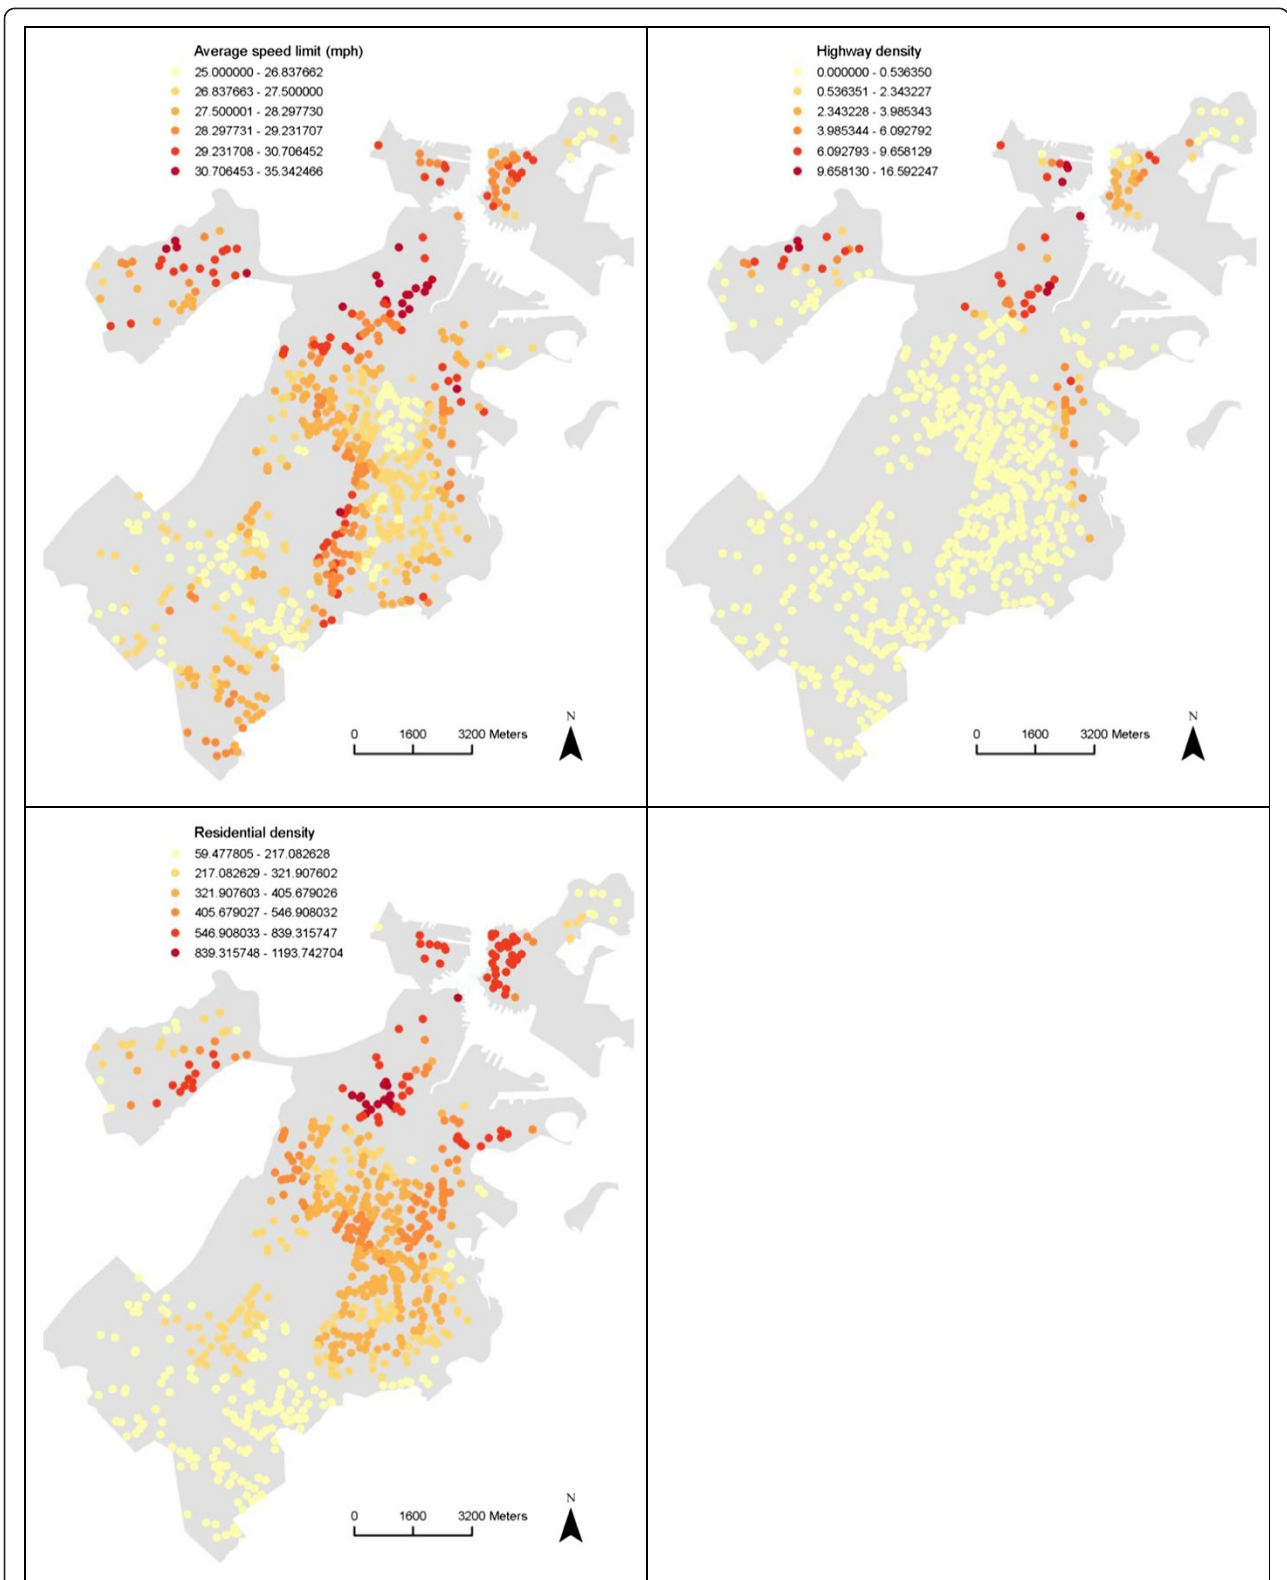 Average speed limit (mph)
25.000000 - 26.837662
26.837663 - 27.500000
27.500001 - 28.297730
28.297731 - 29.231707
29.231708 - 30.706452
30.706453 - 35.342466
N
0 1600 3200 Meters
Highway density
0.000000 - 0.536350
0.536351 - 2.343227
2.343228 - 3.985343
3.985344 - 6.092792
6.092793 - 9.658129
9.658130 - 16.592247
N
0 1600 3200 Meters
Residential density
59.477805 - 217.082628
217.082629 - 321.907602
321.907603 - 405.679026
405.679027 - 546.908032
546.908033 - 839.315747
839.315748 - 1193.742704
N
0 1600 3200 Meters